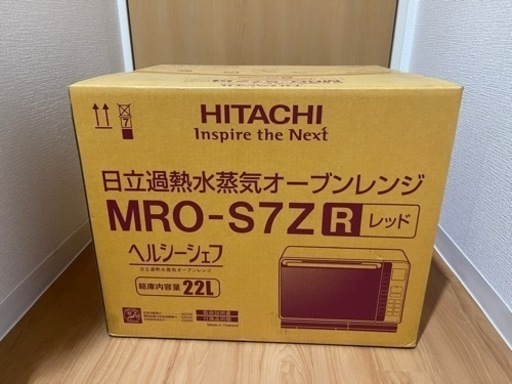 HITACHI
Inspire the Next
7
日立過熱水蒸気オーブンレンジ
MRO-S7Z R レッド
ヘルシーシェフ
日立過熱水蒸気オーブンレンジ
総庫内容量 22L
Made in Thailand